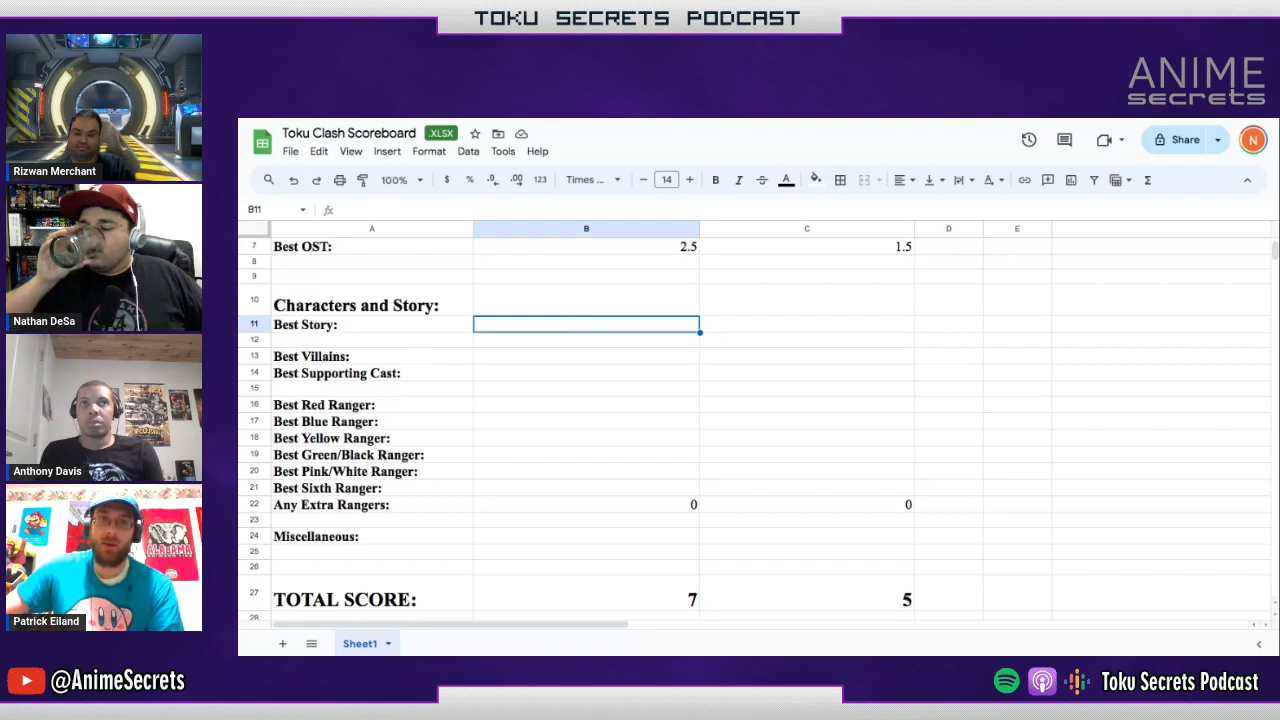 TOKU SECRETS PODCAST
ANIME
secrets
Rizwan Merchant
Nathan DeSa
Anthony Davis
ALABAMA
Patrick Eiland
Toku Clash Scoreboard .XLSX
File Edit View Insert Format Data Tools Help
Share
N
100% $ % .0 .00 123 Times ... 14 B I A
B11
A B C D E
7 Best OST: 2.5 1.5
8
9
10 Characters and Story:
11 Best Story:
12
13 Best Villains:
14 Best Supporting Cast:
15
16 Best Red Ranger:
17 Best Blue Ranger:
18 Best Yellow Ranger:
19 Best Green/Black Ranger:
20 Best Pink/White Ranger:
21 Best Sixth Ranger:
22 Any Extra Rangers: 0 0
23
24 Miscellaneous:
25
26
27 TOTAL SCORE: 7 5
28
Sheet1
@AnimeSecrets
Toku Secrets Podcast